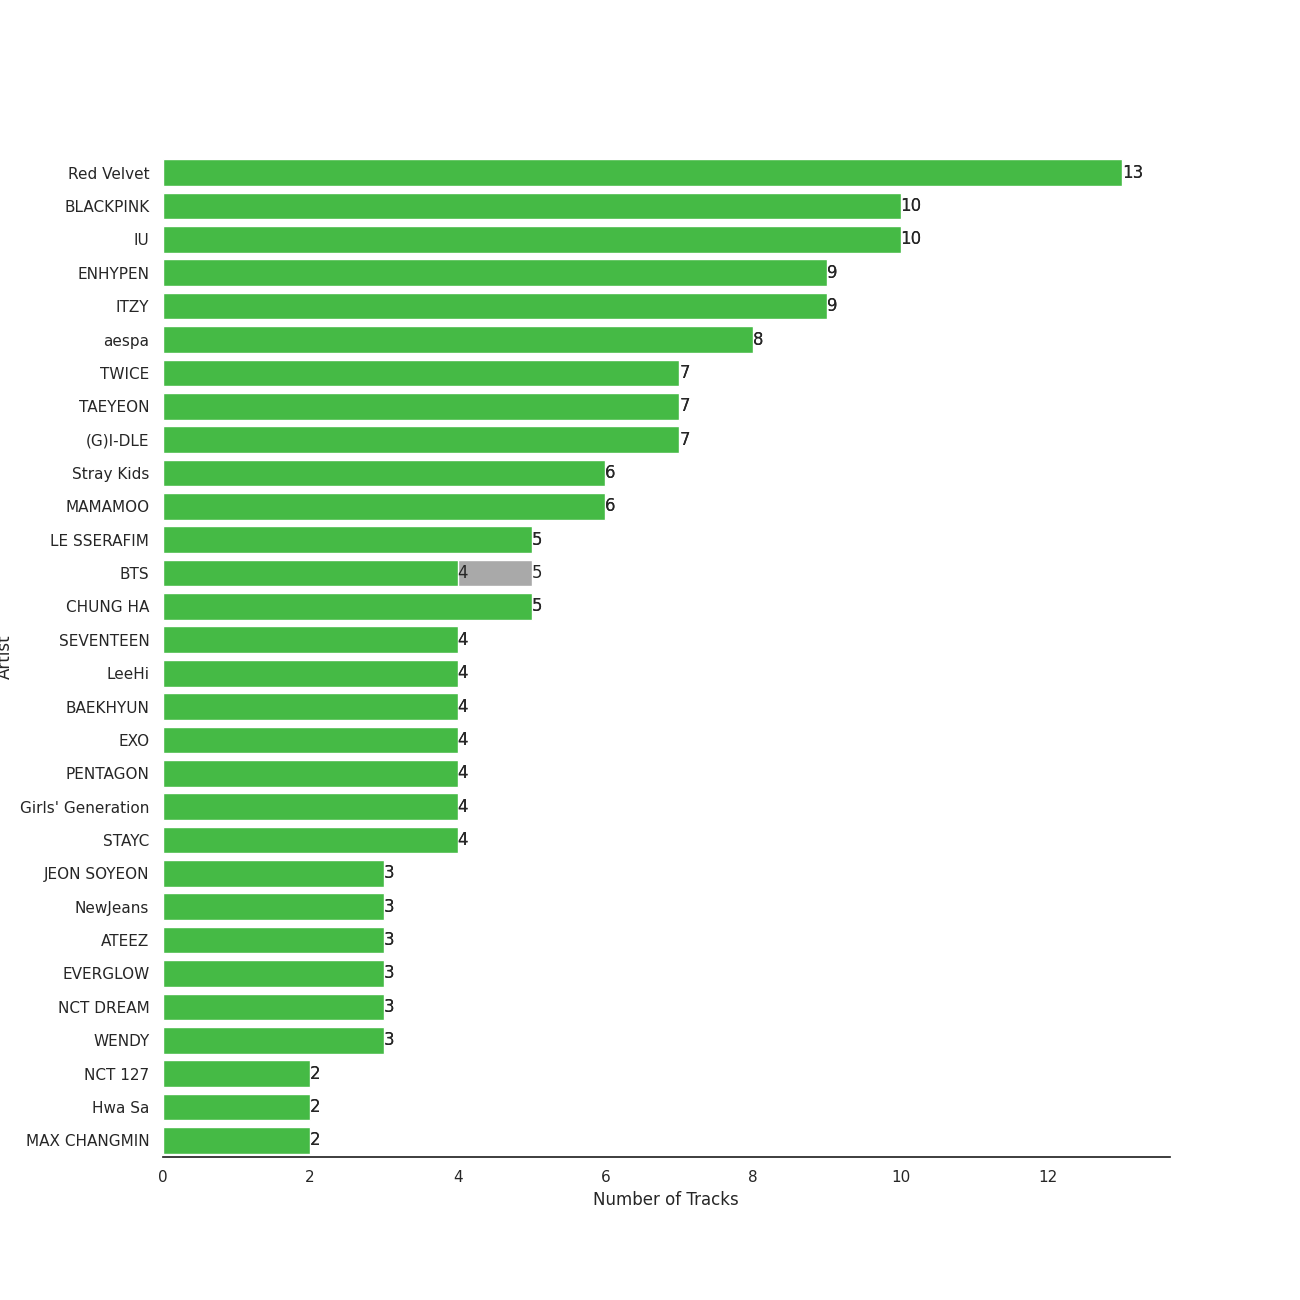 Red Velvet 13
BLACKPINK 10
IU 10
ENHYPEN 9
ITZY 9
aespa 8
TWICE 7
TAEYEON 7
(G)I-DLE 7
Stray Kids 6
MAMAMOO 6
LE SSERAFIM 5
BTS 4 5
CHUNG HA 5
SEVENTEEN 4
LeeHi 4
BAEKHYUN 4
EXO 4
PENTAGON 4
Girls' Generation 4
STAYC 4
JEON SOYEON 3
NewJeans 3
ATEEZ 3
EVERGLOW 3
NCT DREAM 3
WENDY 3
NCT 127 2
Hwa Sa 2
MAX CHANGMIN 2
0 2 4 6 8 10 12
Number of Tracks
Artist